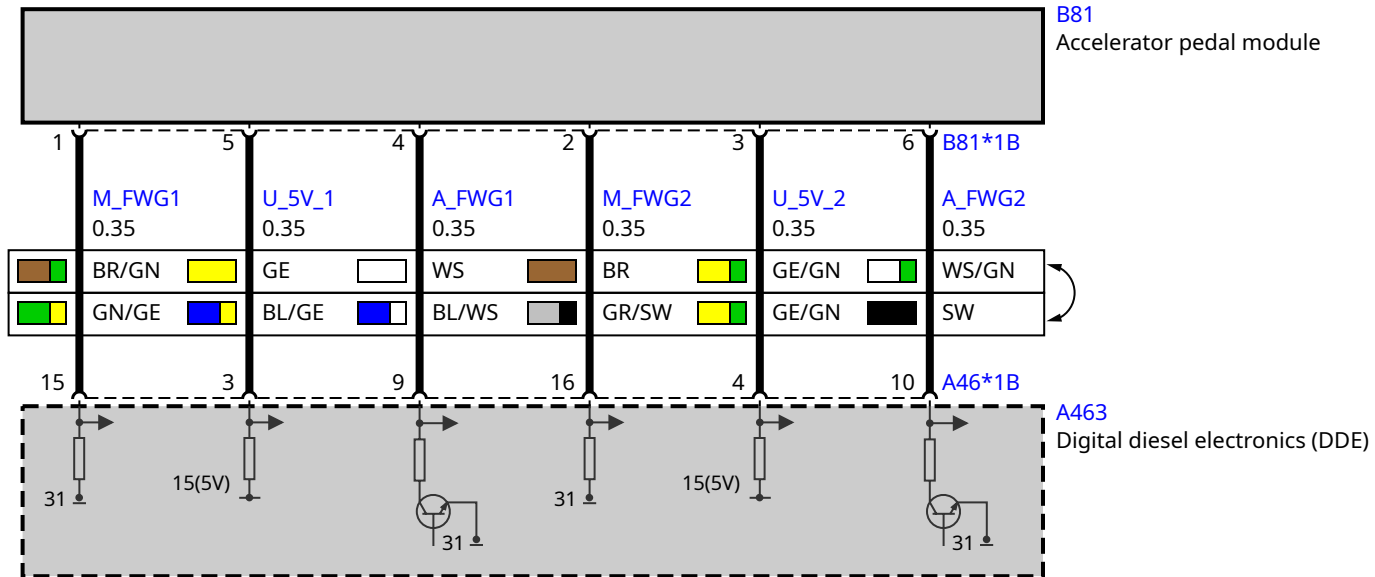 B81
Accelerator pedal module
1 5 4 2 3 6 B81*1B
M_FWG1 U_5V_1 A_FWG1 M_FWG2 U_5V_2 A_FWG2
0.35 0.35 0.35 0.35 0.35 0.35
BR/GN GE WS BR GE/GN WS/GN
GN/GE BL/GE BL/WS GR/SW GE/GN SW
15 3 9 16 4 10 A46*1B
A463
Digital diesel electronics (DDE)
31 15(5V) 31 15(5V)
31 31